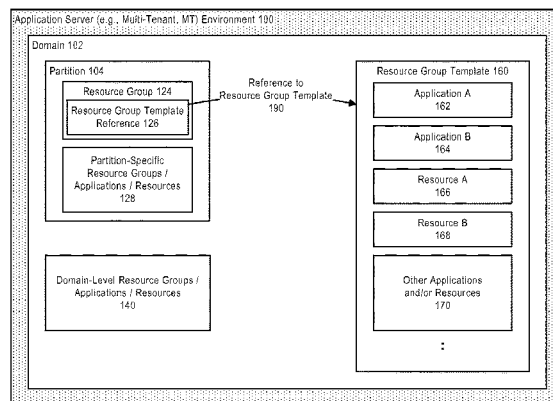 Application Server (e.g., Multi-Tenant, MT) Environment 100
Domain 102
Partition 104
Resource Group 124
Resource Group Template
Reference 126
Partition-Specific
Resource Groups /
Applications / Resources
128
Domain-Level Resource Groups /
Applications / Resources
140
Reference to
Resource Group Template
190
Resource Group Template 160
Application A
162
Application B
164
Resource A
166
Resource B
168
Other Applications
and/or Resources
170
: